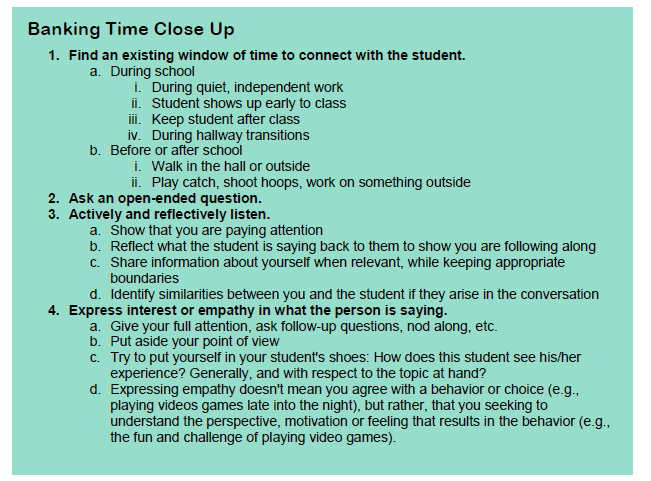 Banking Time Close Up
1. Find an existing window of time to connect with the student.
a. During school
i. During quiet, independent work
ii. Student shows up early to class
iii. Keep student after class
iv. During hallway transitions
b. Before or after school
i. Walk in the hall or outside
ii. Play catch, shoot hoops, work on something outside
2. Ask an open-ended question.
3. Actively and reflectively listen.
a. Show that you are paying attention
b. Reflect what the student is saying back to them to show you are following along
c. Share information about yourself when relevant, while keeping appropriate
boundaries
d. Identify similarities between you and the student if they arise in the conversation
4. Express interest or empathy in what the person is saying.
a. Give your full attention, ask follow-up questions, nod along, etc.
b. Put aside your point of view
c. Try to put yourself in your student's shoes: How does this student see his/her
experience? Generally, and with respect to the topic at hand?
d. Expressing empathy doesn't mean you agree with a behavior or choice (e.g.,
playing videos games late into the night), but rather, that you seeking to
understand the perspective, motivation or feeling that results in the behavior (e.g.,
the fun and challenge of playing video games).